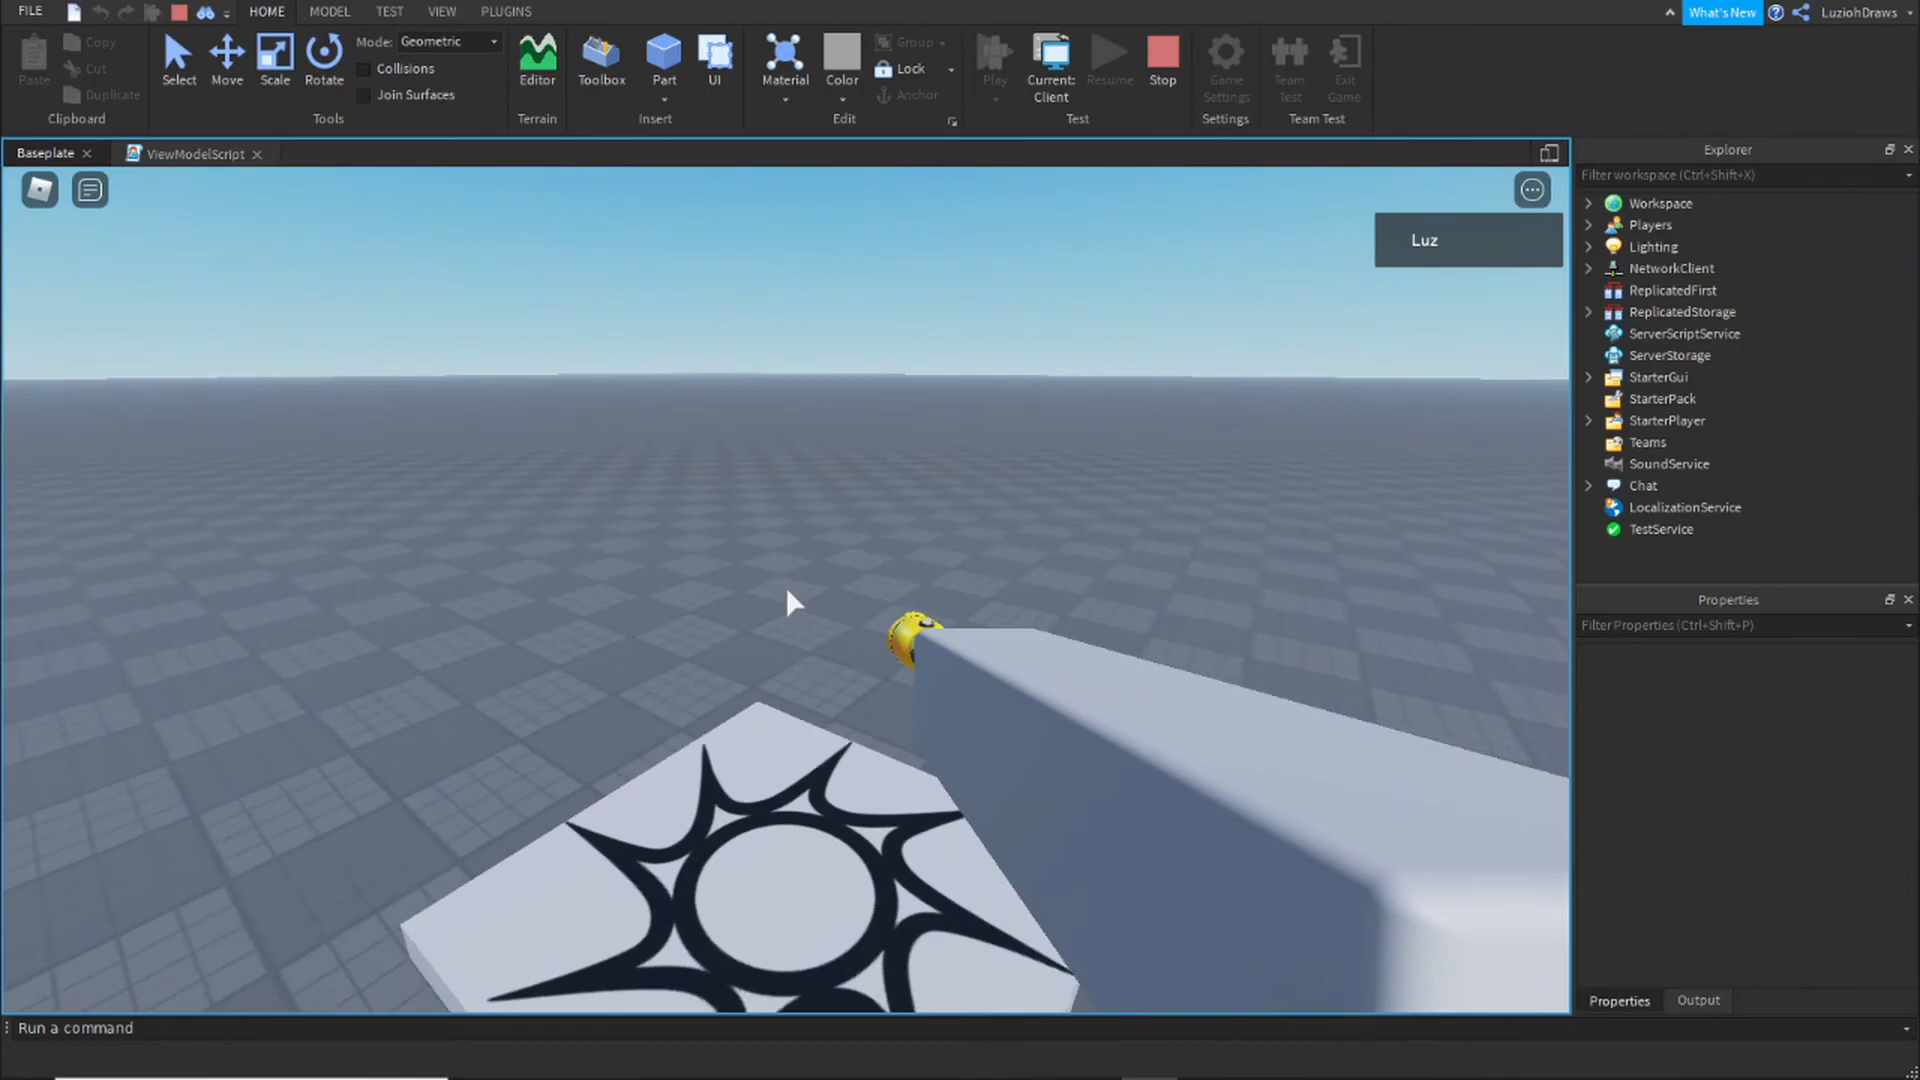 FILE HOME MODEL TEST VIEW PLUGINS What's New LuziohDraws
Paste Copy Cut Duplicate Clipboard
Select Move Scale Rotate Mode: Geometric Collisions Join Surfaces Tools
Editor Terrain
Toolbox Part UI Insert
Material Color Group Lock Anchor Edit
Play Current: Client Resume Stop Test
Game Settings Settings
Team Test Exit Game Team Test
Baseplate ViewModelScript
Luz
Explorer
Filter workspace (Ctrl+Shift+X)
Workspace
Players
Lighting
NetworkClient
ReplicatedFirst
ReplicatedStorage
ServerScriptService
ServerStorage
StarterGui
StarterPack
StarterPlayer
Teams
SoundService
Chat
LocalizationService
TestService
Properties
Filter Properties (Ctrl+Shift+P)
Properties Output
Run a command